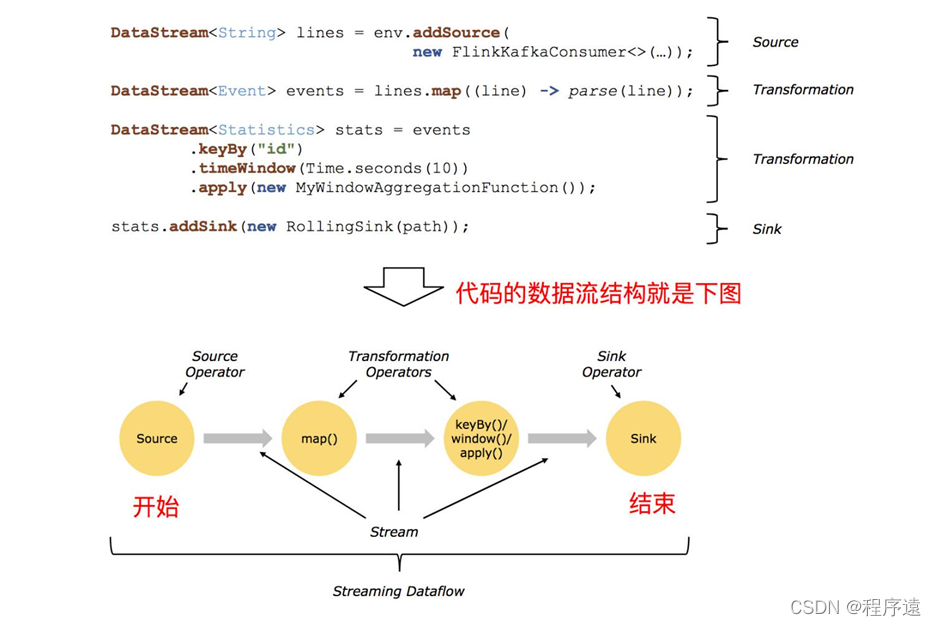 DataStream<String> lines = env.addSource(
new FlinkKafkaConsumer<>(…));
Source
DataStream<Event> events = lines.map((line) -> parse(line));
Transformation
DataStream<Statistics> stats = events
.keyBy("id")
.timeWindow(Time.seconds(10))
.apply(new MyWindowAggregationFunction());
Transformation
stats.addSink(new RollingSink(path));
Sink
代码的数据流结构就是下图
Source
Operator
Transformation
Operators
Sink
Operator
Source
map()
keyBy()/
window()/
apply()
Sink
开始
结束
Stream
Streaming Dataflow
CSDN @程序遠